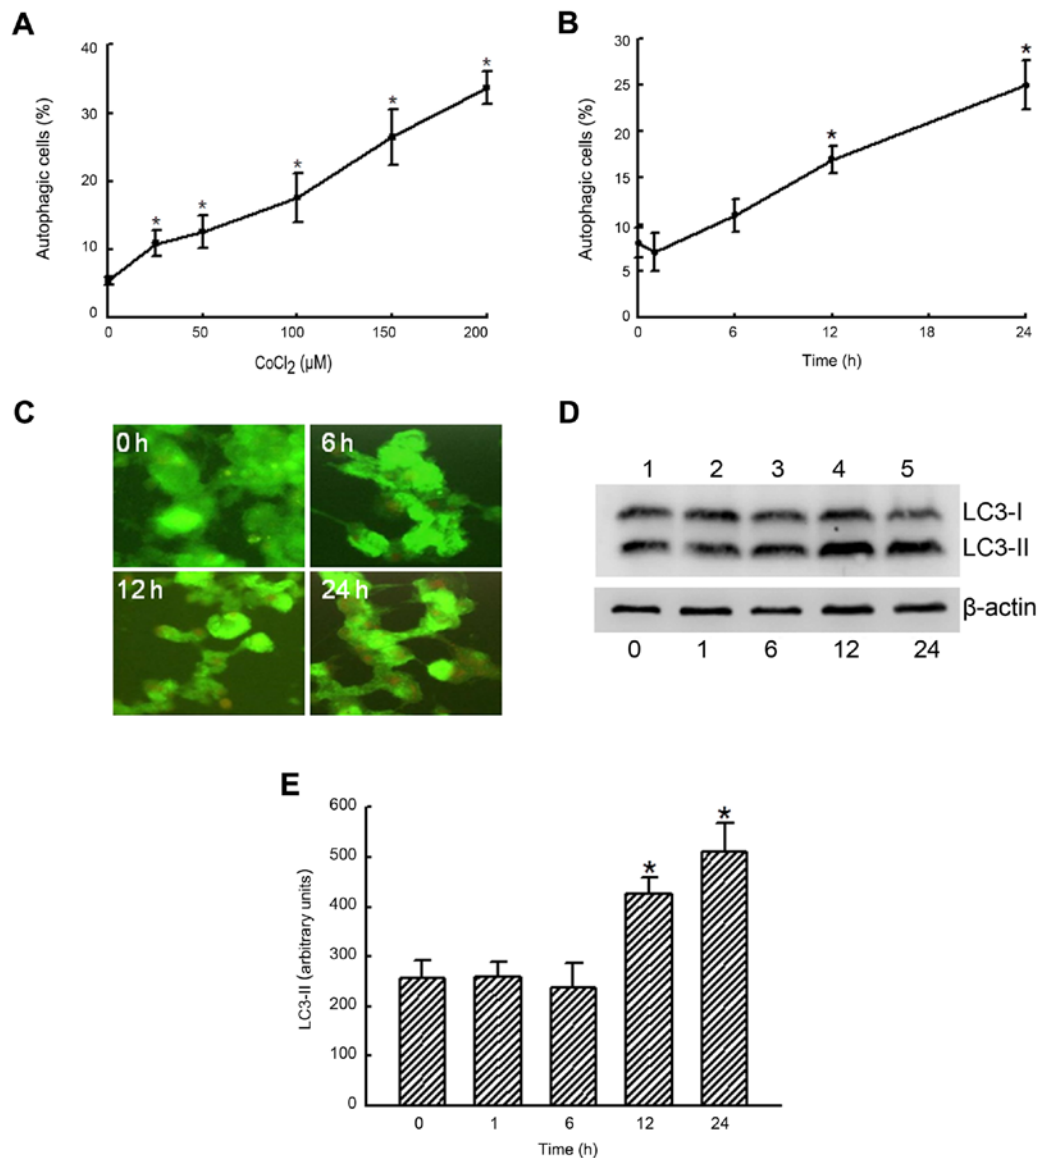 A
40
30
20
10
0
Autophagic cells (%)
0 50 100 150 200
CoCl2 (µM)
* * * * *
B
30
25
20
15
10
5
0
Autophagic cells (%)
0 6 12 18 24
Time (h)
* *
C
0 h
6 h
12 h
24 h
D
1 2 3 4 5
LC3-I
LC3-II
β-actin
0 1 6 12 24
E
600
500
400
300
200
100
0
LC3-II (arbitrary units)
* *
0 1 6 12 24
Time (h)